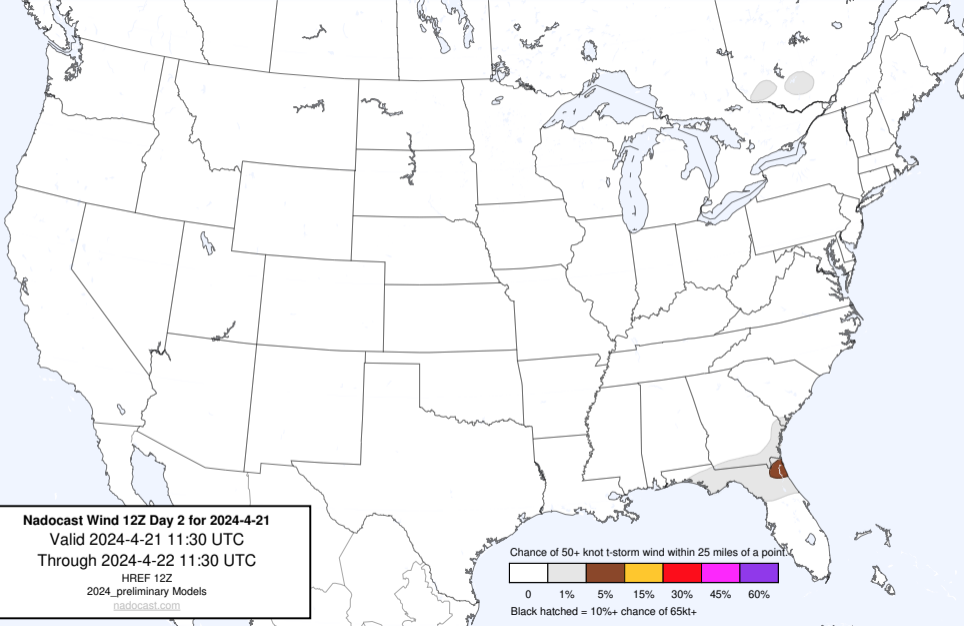 Nadocast Wind 12Z Day 2 for 2024-4-21
Valid 2024-4-21 11:30 UTC
Through 2024-4-22 11:30 UTC
HREF 12Z
2024_preliminary Models
nadocast.com
Chance of 50+ knot t-storm wind within 25 miles of a point.
0 1% 5% 15% 30% 45% 60%
Black hatched = 10%+ chance of 65kt+